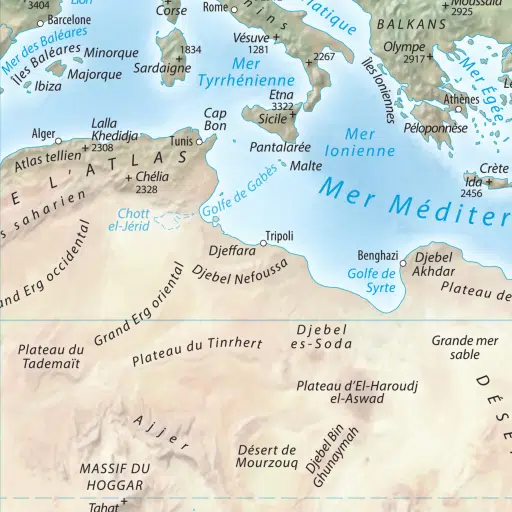 3404
Lion
Barcelone
Mer des Baléares
Îles Baléares
Minorque
Majorque
Ibiza
Corse
1834
Sardaigne
Rome
Vésuve
1281
Mer
Tyrrhénienne
Adriatique
2267
BALKANS
Moussala
2925
Olympe
2917
Îles Ioniennes
Mer Égée
Athènes
Péloponnèse
Etna
3322
Sicile
Cap
Bon
Pantalarée
Malte
Mer
Ionienne
Crète
Ida
2456
Alger
Lalla
Khedidja
2308
Tunis
Atlas tellien
Chélia
2328
E L'ATLAS
s saharien
Chott
el-Jérid
Golfe de Gabès
Mer Méditer
Tripoli
Djeffara
Djebel Nefoussa
Benghazi
Golfe de
Syrte
Djebel
Akhdar
Plateau de
and Erg occidental
Grand Erg oriental
Plateau du
Tademaït
Plateau du Tinrhert
Djebel
es-Soda
Grande mer
sable
Plateau d'El-Haroudj
el-Aswad
DÉSE
Ajjer
Désert de
Mourzouq
Djebel Bin
Ghunaymah
MASSIF DU
HOGGAR
Tahat